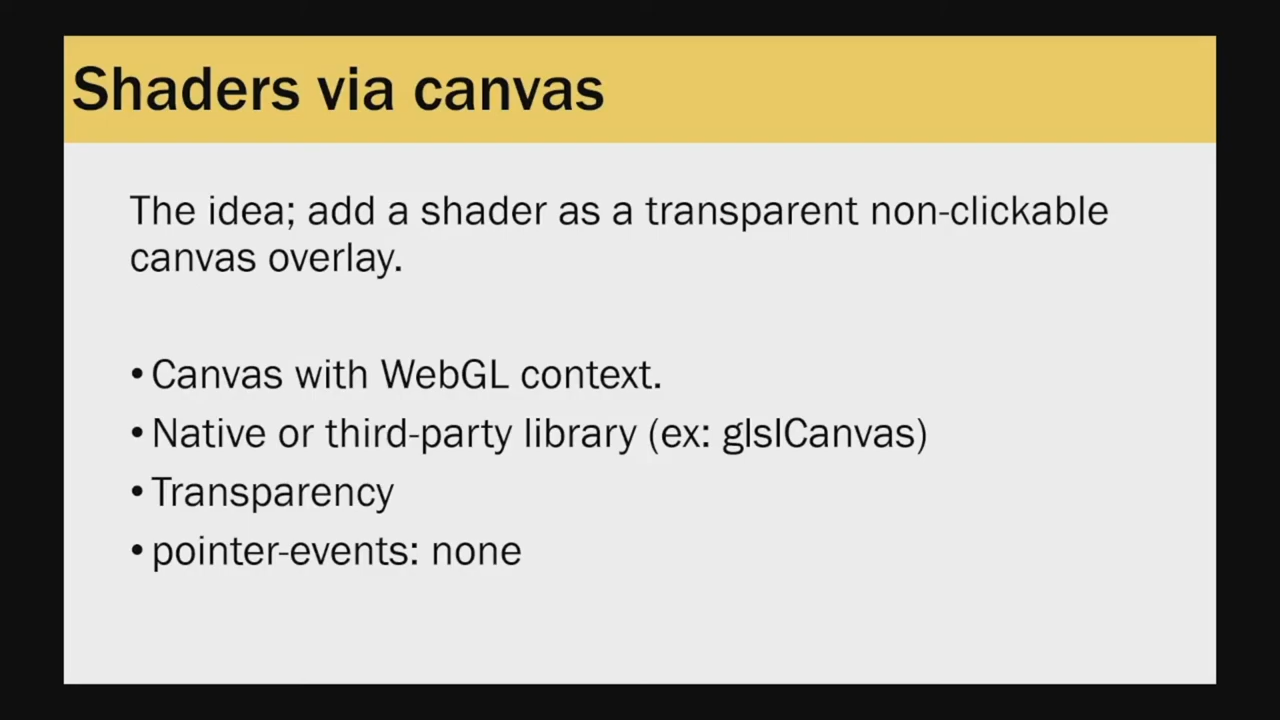 Shaders via canvas
The idea; add a shader as a transparent non-clickable
canvas overlay.
• Canvas with WebGL context.
• Native or third-party library (ex: glslCanvas)
• Transparency
• pointer-events: none